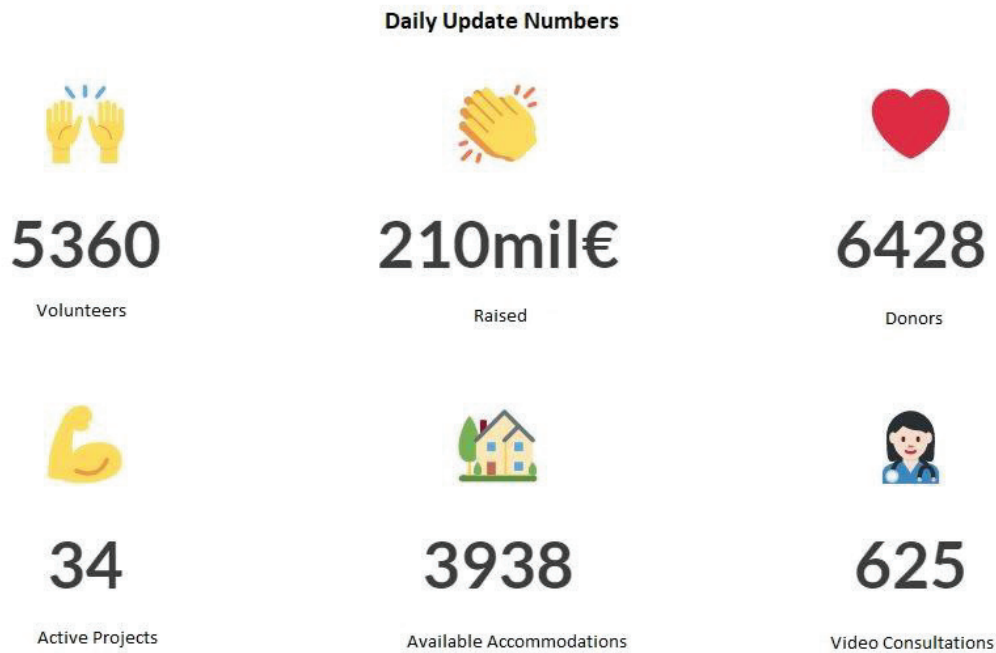 Daily Update Numbers
5360
210mil€
6428
Volunteers
Raised
Donors
34
3938
625
Active Projects
Available Accommodations
Video Consultations